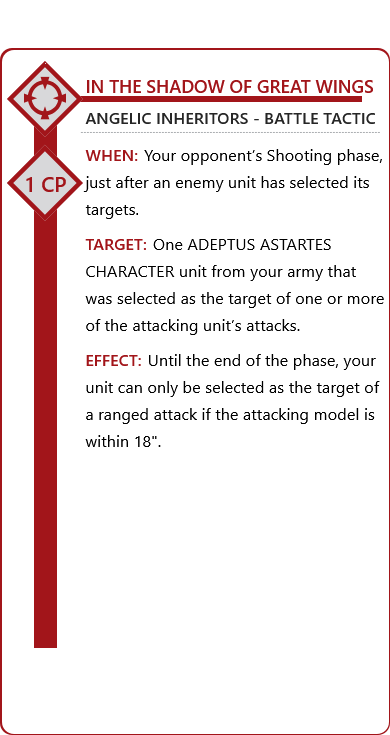 IN THE SHADOW OF GREAT WINGS
ANGELIC INHERITORS - BATTLE TACTIC
1 CP
WHEN: Your opponent’s Shooting phase,
just after an enemy unit has selected its
targets.
TARGET: One ADEPTUS ASTARTES
CHARACTER unit from your army that
was selected as the target of one or more
of the attacking unit’s attacks.
EFFECT: Until the end of the phase, your
unit can only be selected as the target of
a ranged attack if the attacking model is
within 18".